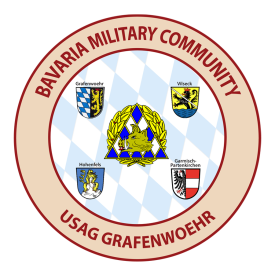 BAVARIA MILITARY COMMUNITY
Grafenwoehr
Vilseck
Hohenfels
Garmisch-
Partenkirchen
USAG GRAFENWOEHR